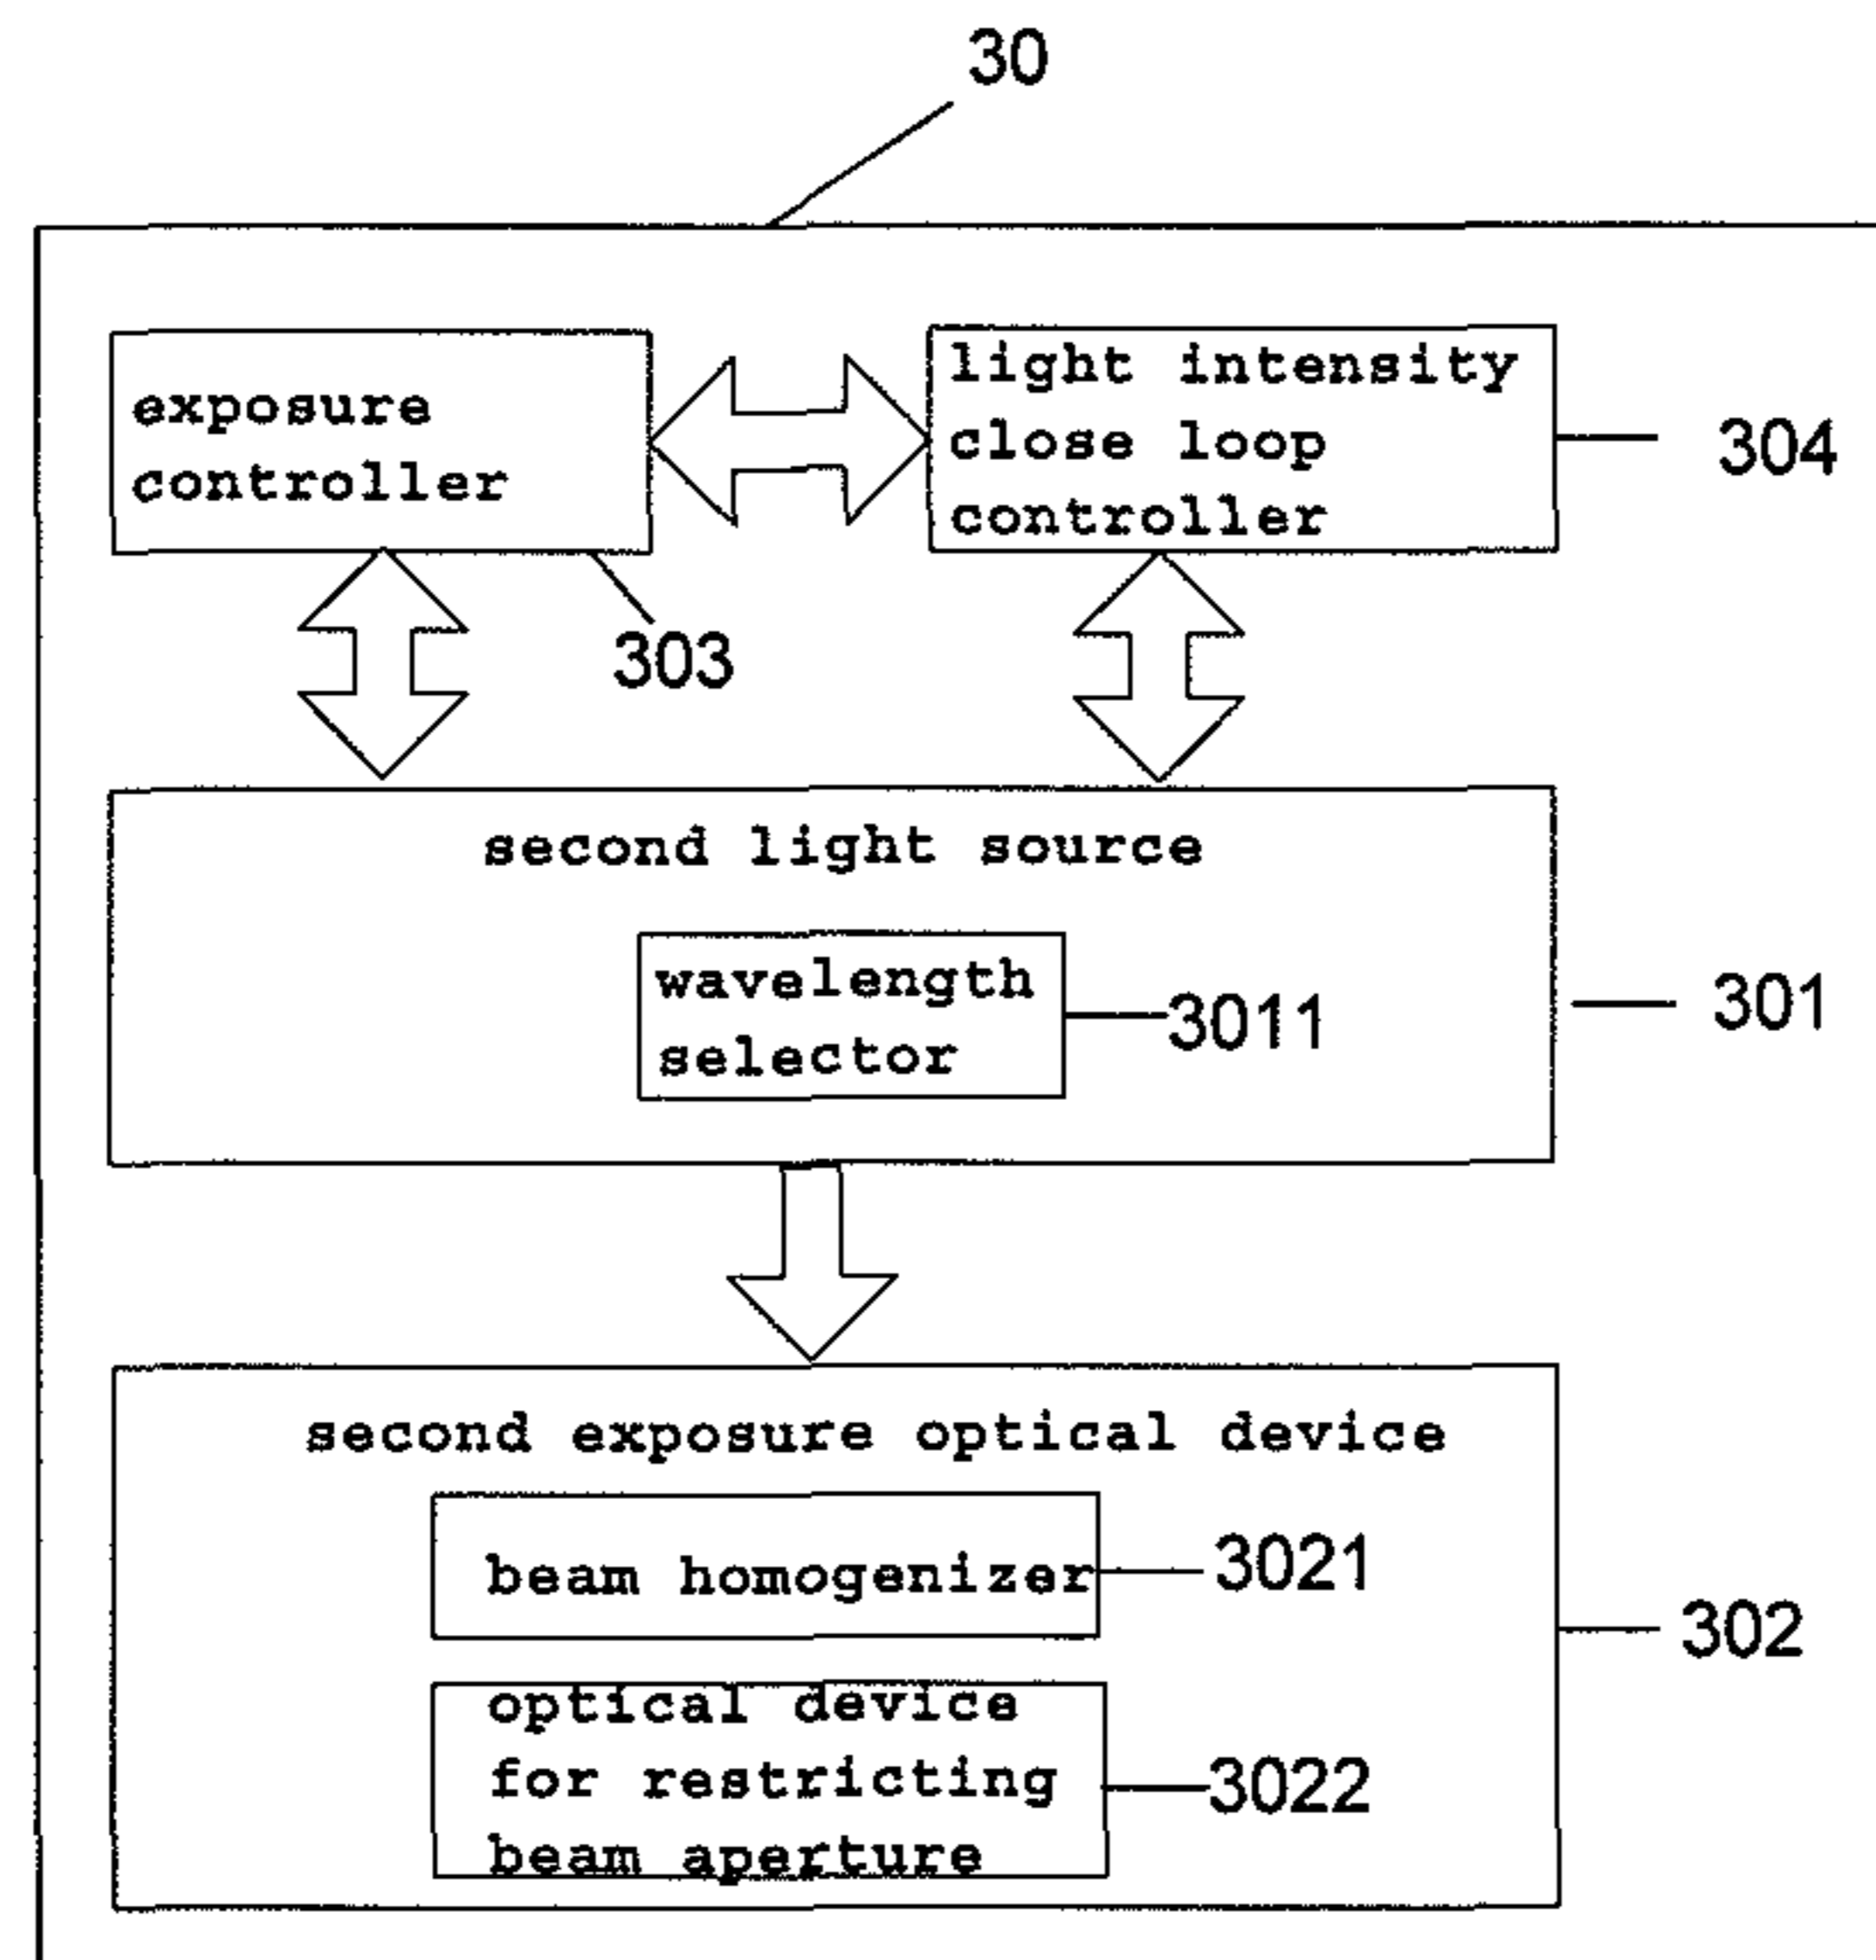 30
exposure
controller
light intensity
close loop
controller
304
303
second light source
wavelength
selector
3011
301
second exposure optical device
beam homogenizer
3021
302
optical device
for restricting
beam aperture
3022